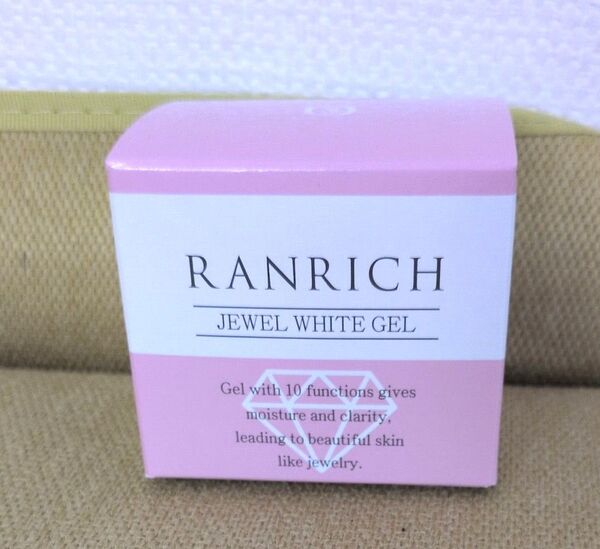 RANRICH
JEWEL WHITE GEL
Gel with 10 functions gives
moisture and clarity,
leading to beautiful skin
like jewelry.